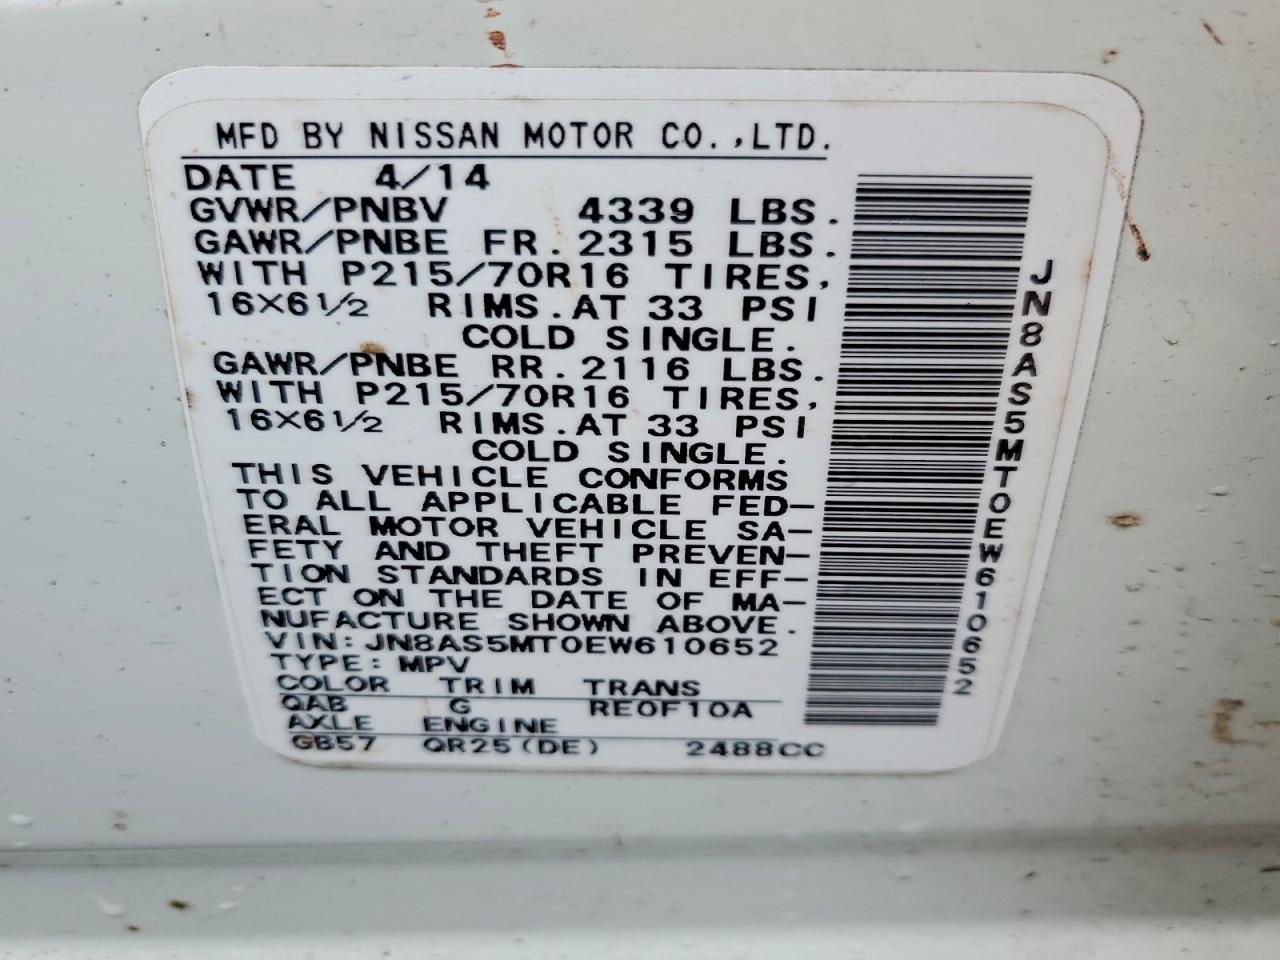 MFD BY NISSAN MOTOR CO.,LTD.
DATE 4/14
GVWR/PNBV 4339 LBS.
GAWR/PNBE FR. 2315 LBS.
WITH P215/70R16 TIRES,
16X6 1/2 RIMS. AT 33 PSI
COLD SINGLE.
GAWR/PNBE RR. 2116 LBS.
WITH P215/70R16 TIRES,
16X6 1/2 RIMS. AT 33 PSI
COLD SINGLE.
THIS VEHICLE CONFORMS
TO ALL APPLICABLE FED-
ERAL MOTOR VEHICLE SA-
FETY AND THEFT PREVEN-
TION STANDARDS IN EFF-
ECT ON THE DATE OF MA-
NUFACTURE SHOWN ABOVE.
VIN: JN8AS5MT0EW610652
TYPE: MPV
COLOR TRIM TRANS
QAB G RE0F10A
AXLE ENGINE
GB57 QR25(DE) 2488CC
JN8AS5MT0EW610652